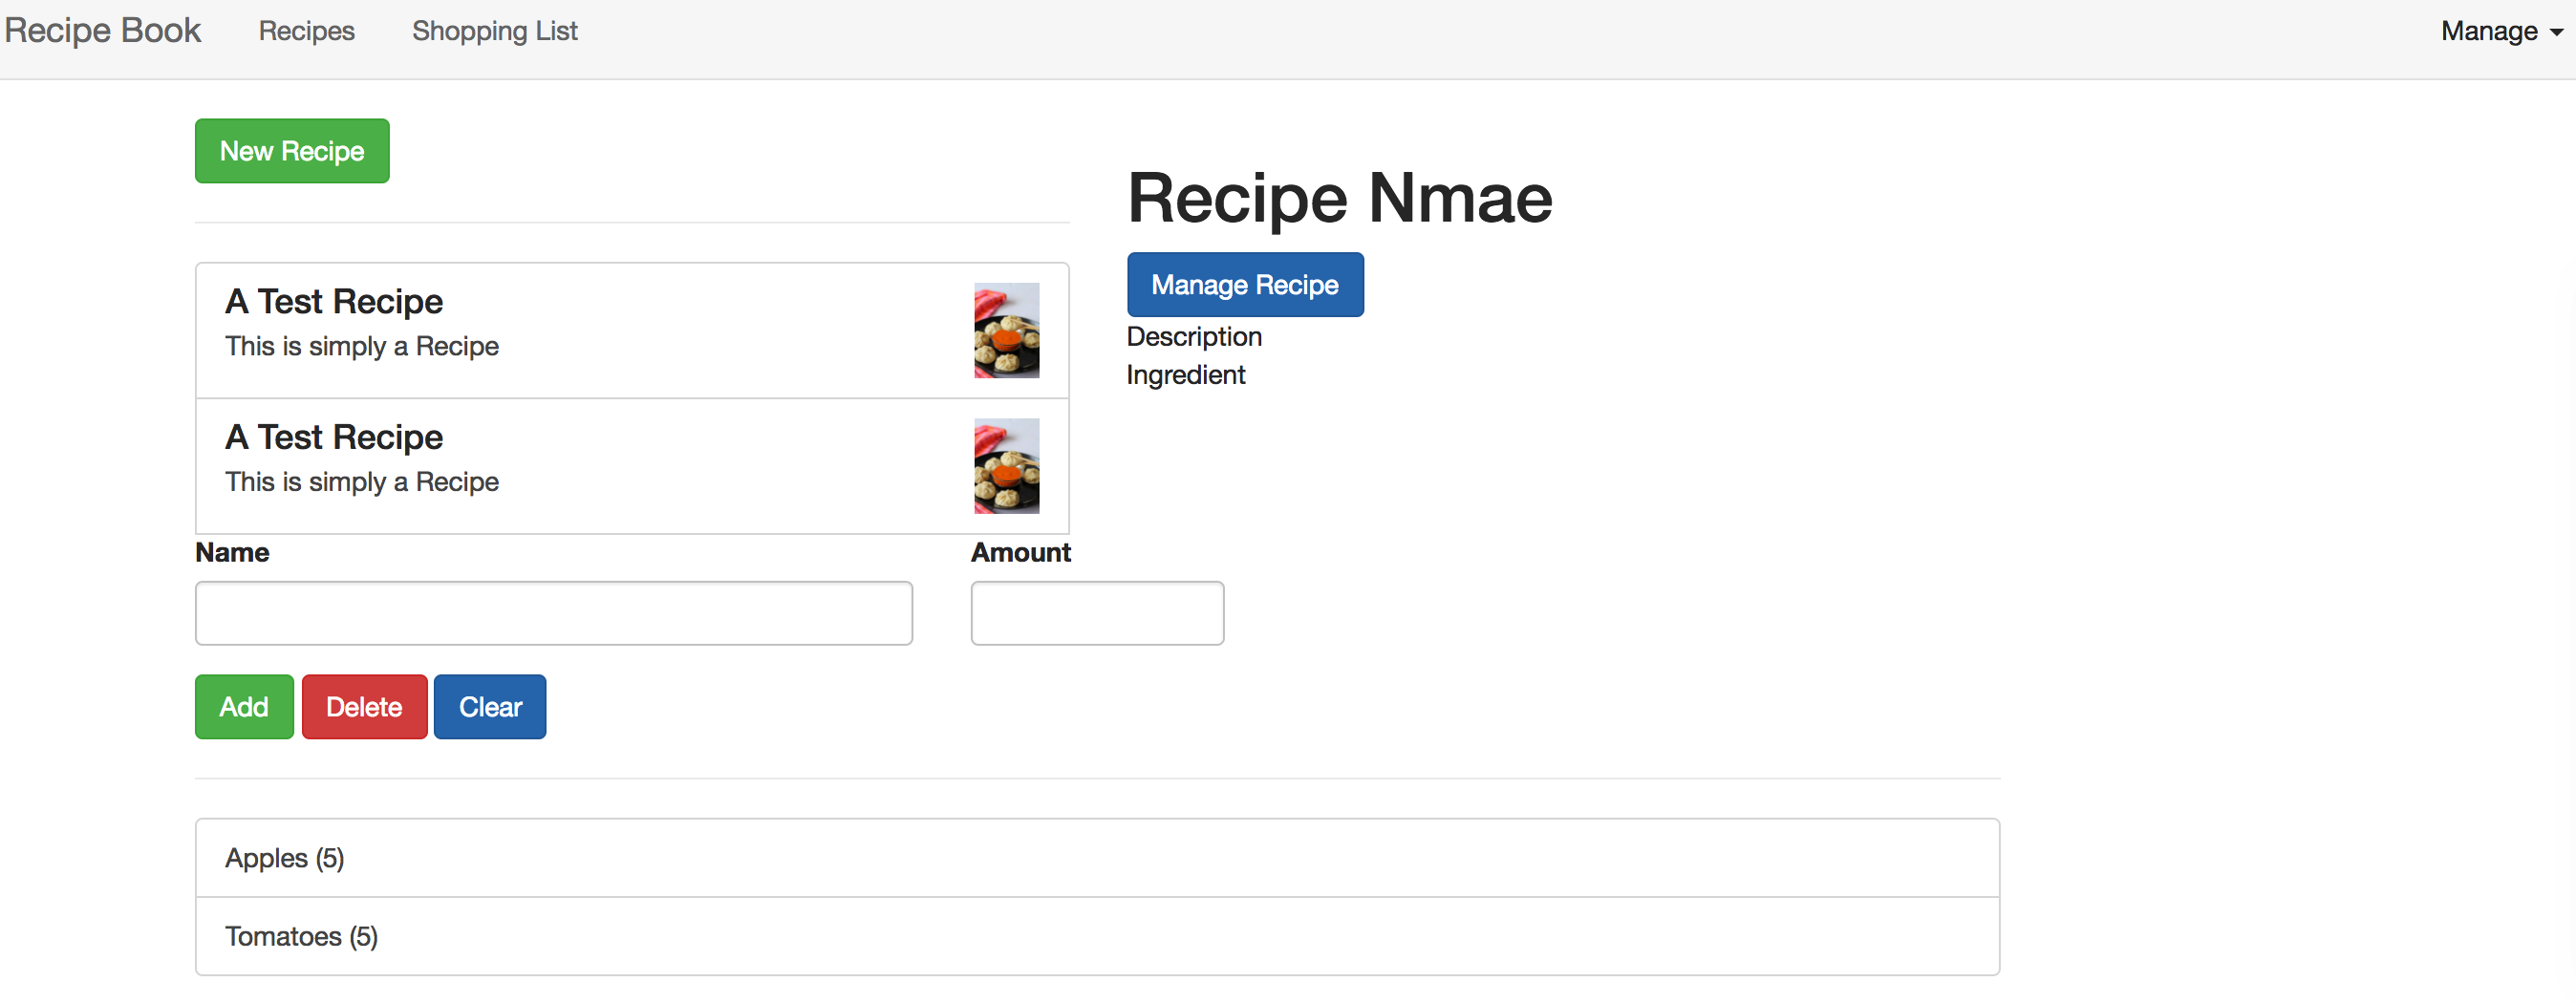 Recipe Book Recipes Shopping List Manage
New Recipe
A Test Recipe
This is simply a Recipe
A Test Recipe
This is simply a Recipe
Recipe Nmae
Manage Recipe
Description
Ingredient
Name Amount
Add Delete Clear
Apples (5)
Tomatoes (5)